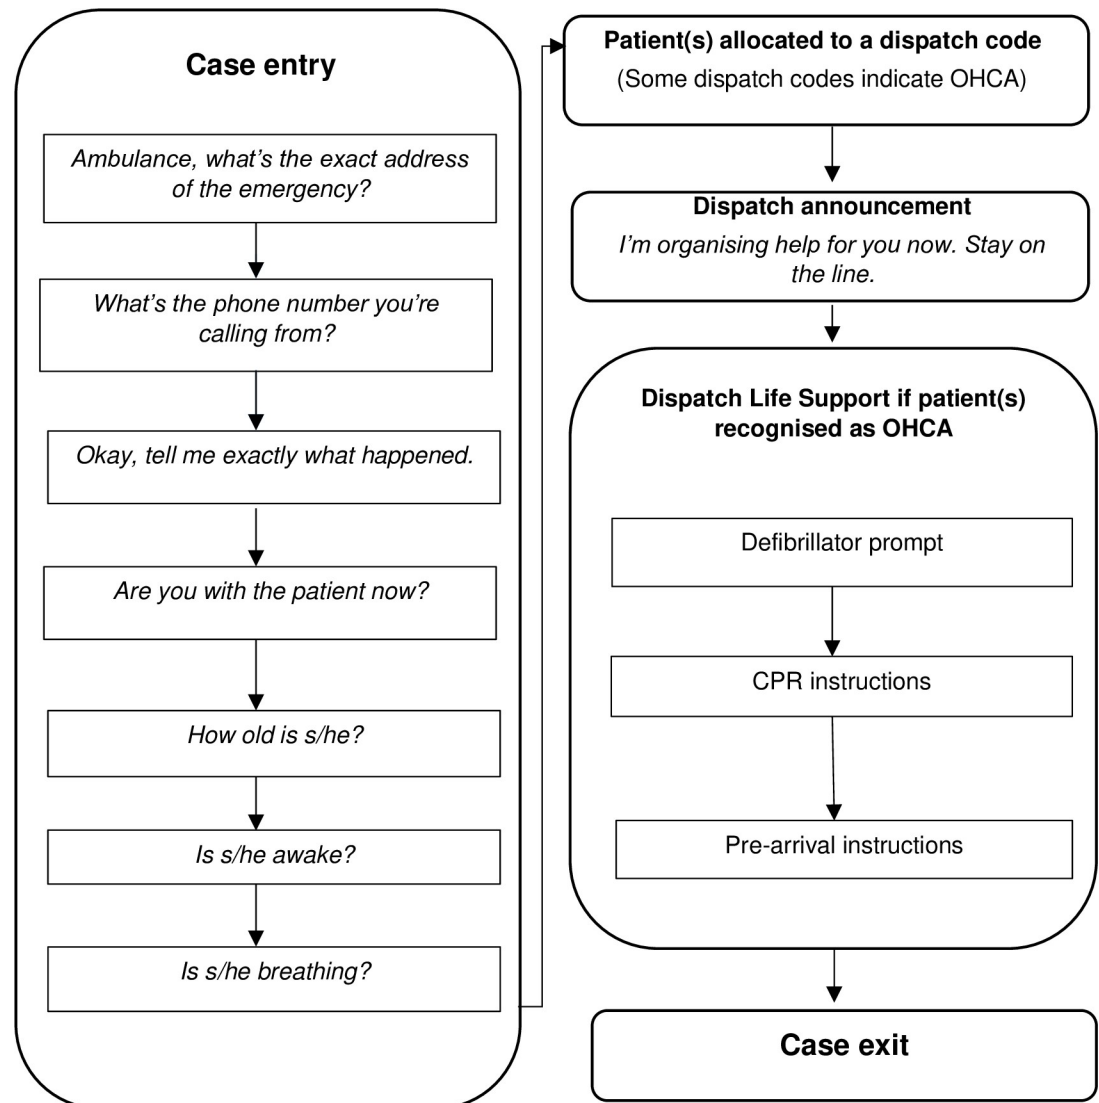 Case entry
Ambulance, what's the exact address
of the emergency?
What's the phone number you're
calling from?
Okay, tell me exactly what happened.
Are you with the patient now?
How old is s/he?
Is s/he awake?
Is s/he breathing?
Patient(s) allocated to a dispatch code
(Some dispatch codes indicate OHCA)
Dispatch announcement
I'm organising help for you now. Stay on
the line.
Dispatch Life Support if patient(s)
recognised as OHCA
Defibrillator prompt
CPR instructions
Pre-arrival instructions
Case exit